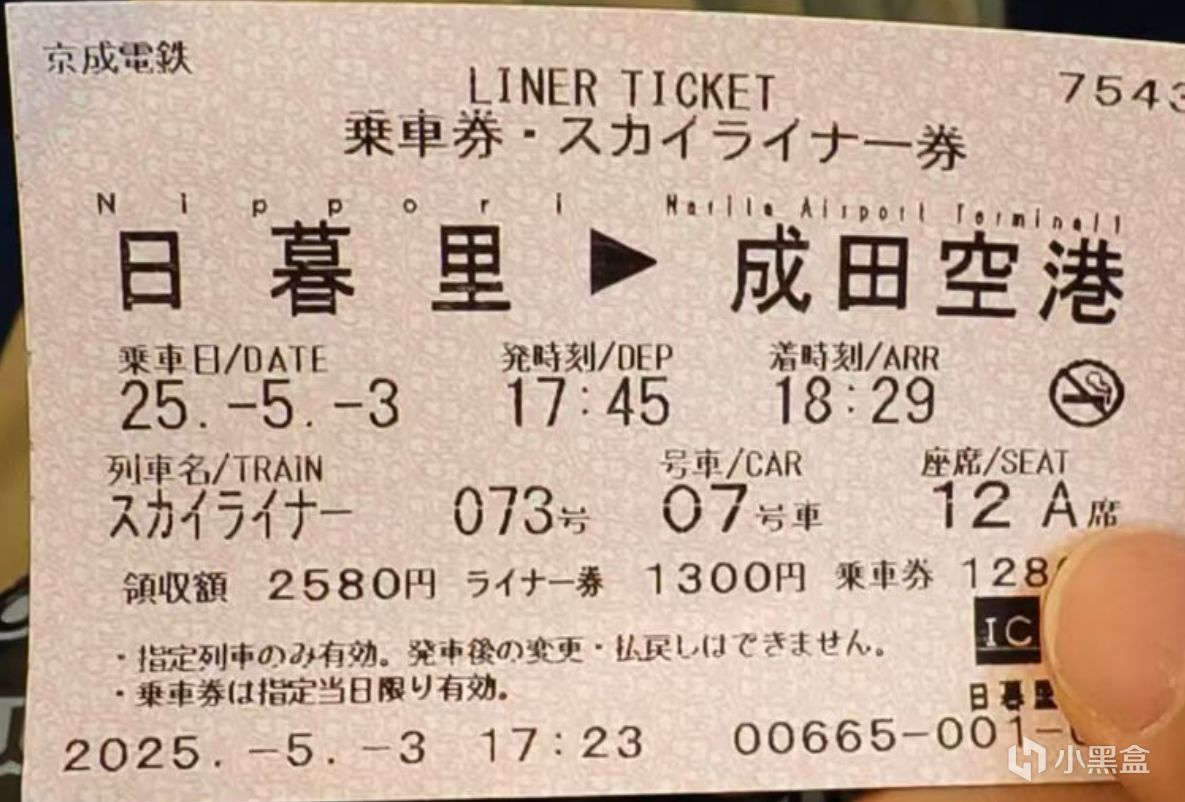 京成電鉄
LINER TICKET 7543
乗車券・スカイライナー券
Nippori Narita Airport Terminal1
日暮里▶成田空港
乗車日/DATE 発時刻/DEP 着時刻/ARR
25.-5.-3 17:45 18:29
列車名/TRAIN 号車/CAR 座席/SEAT
スカイライナー 073号 07号車 12 A席
領収額 2580円 ライナー券 1300円 乗車券 128
・指定列車のみ有効。発車後の変更・払戻しはできません。 IC
・乗車券は指定当日限り有効。 日暮里
2025.-5.-3 17:23 00665-001-
小黑盒